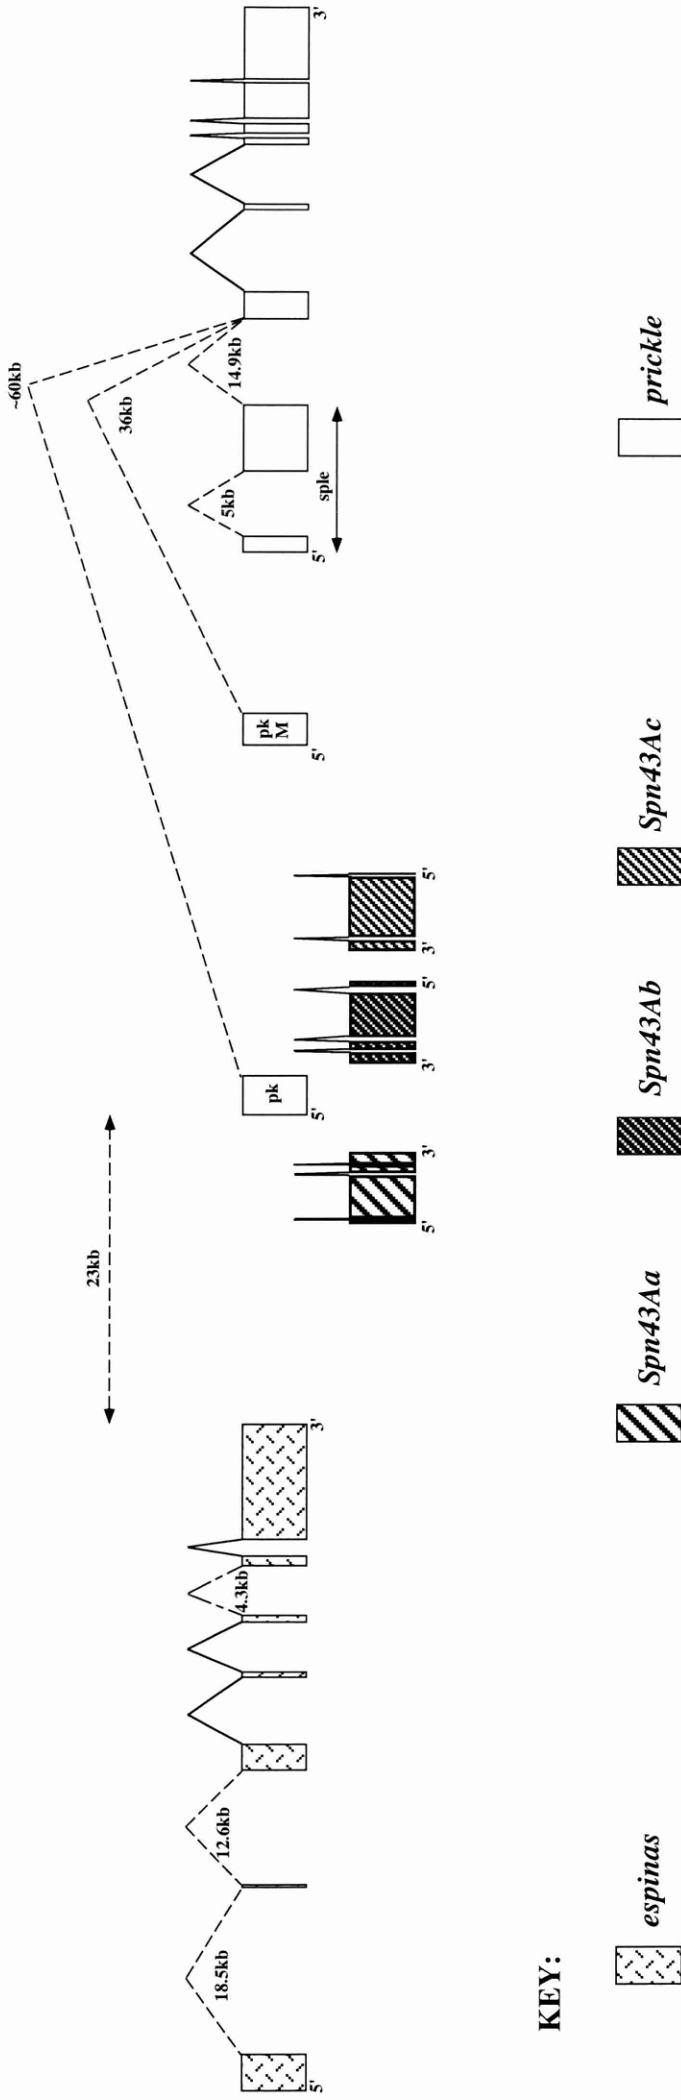 ~60kb
36kb
23kb
18.5kb
12.6kb
4.3kb
5kb
14.9kb
5'
3'
5'
pk
5'
pk
M
5'
sple
3'
5'
3'
3'
5'
3'
5'
KEY:
espinas
Spn43Aa
Spn43Ab
Spn43Ac
prickle